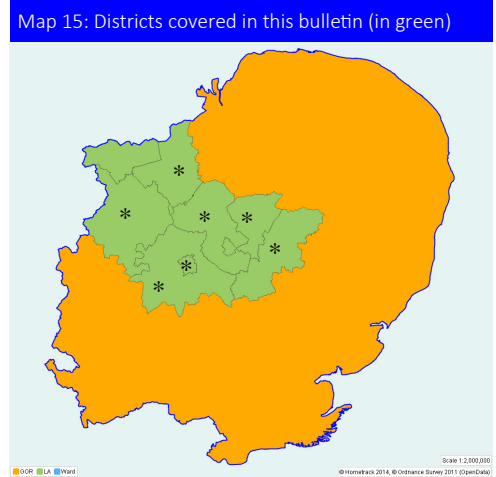 Map 15: Districts covered in this bulletin (in green)
*
*
*
*
*
*
*
Scale 1:2,000,000
GOR LA Ward
© Hometrack 2014, © Ordnance Survey 2011 (OpenData)